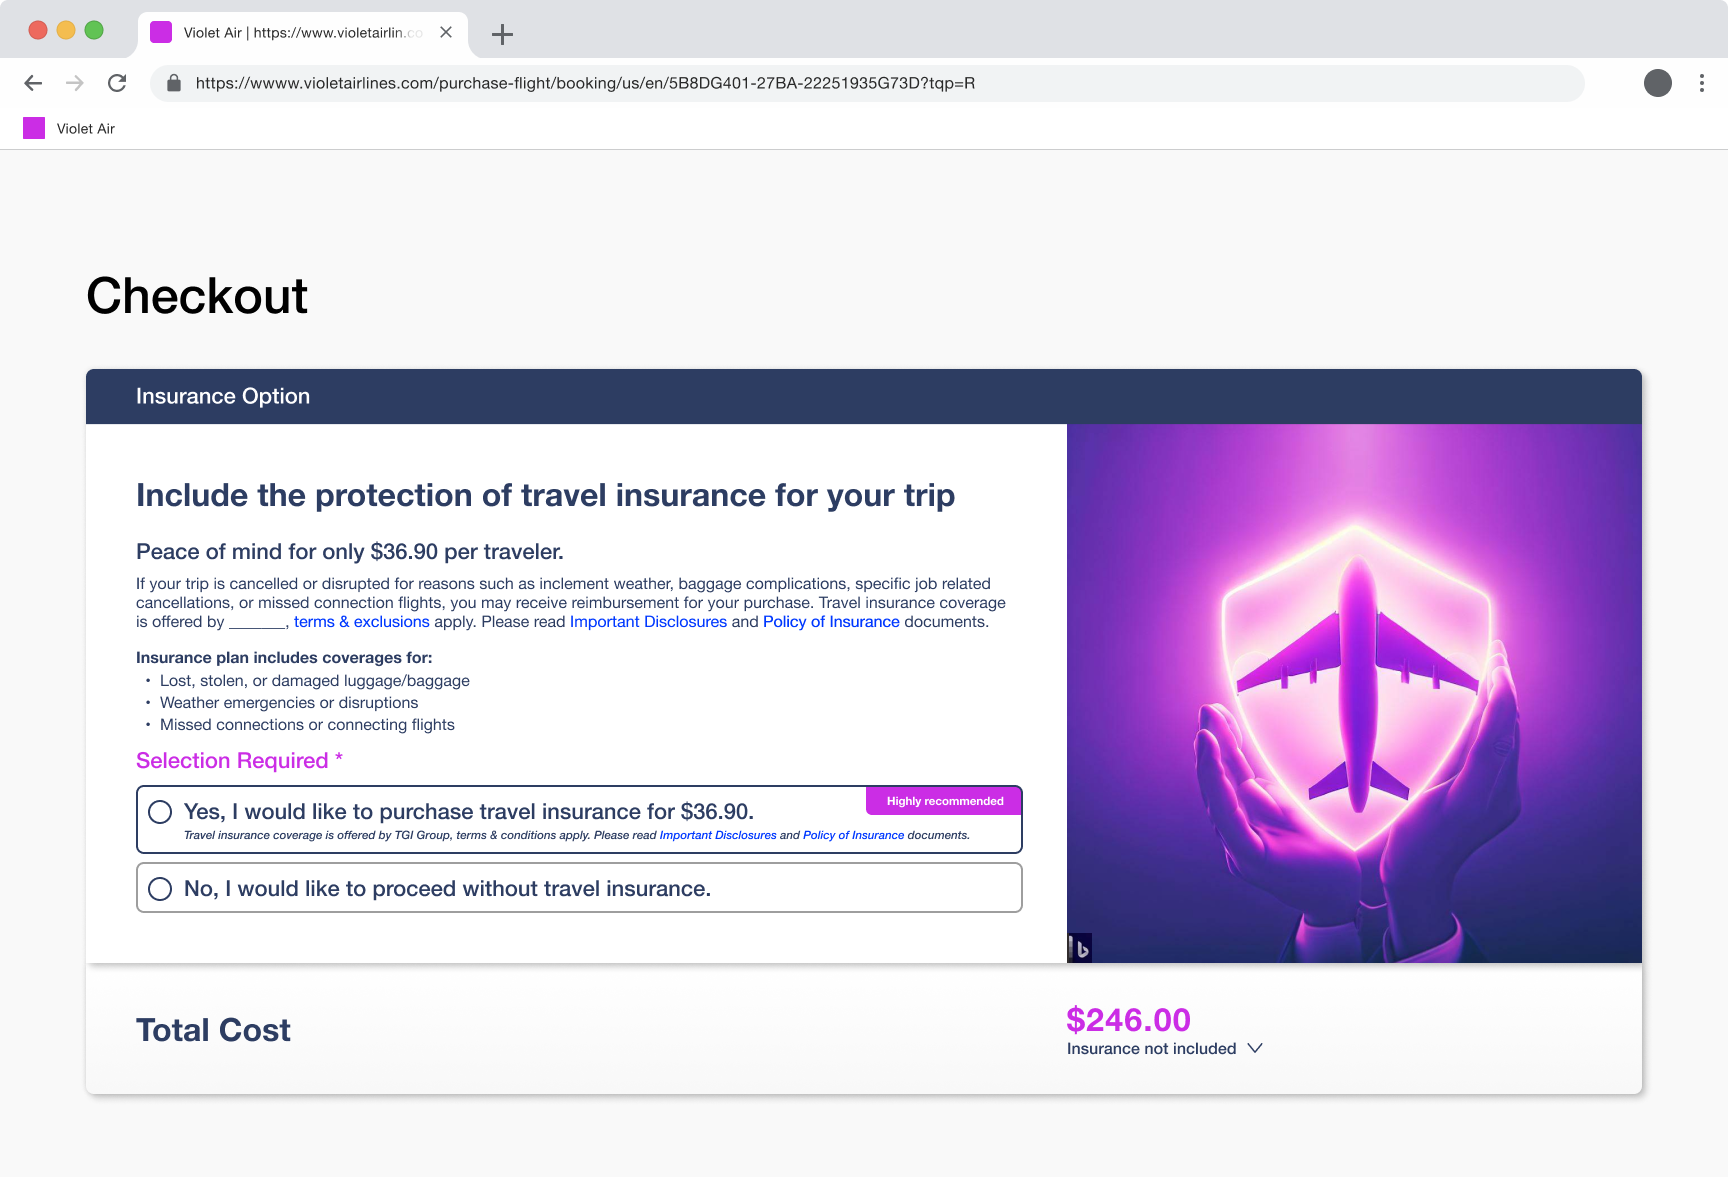 Violet Air | https://www.violetairlin.co
https://wwww.violetairlines.com/purchase-flight/booking/us/en/5B8DG401-27BA-22251935G73D?tqp=R
Violet Air
Checkout
Insurance Option
Include the protection of travel insurance for your trip
Peace of mind for only $36.90 per traveler.
If your trip is cancelled or disrupted for reasons such as inclement weather, baggage complications, specific job related
cancellations, or missed connection flights, you may receive reimbursement for your purchase. Travel insurance coverage
is offered by _______, terms & exclusions apply. Please read Important Disclosures and Policy of Insurance documents.
Insurance plan includes coverages for:
• Lost, stolen, or damaged luggage/baggage
• Weather emergencies or disruptions
• Missed connections or connecting flights
Selection Required *
Highly recommended
Yes, I would like to purchase travel insurance for $36.90.
Travel insurance coverage is offered by TGI Group, terms & conditions apply. Please read Important Disclosures and Policy of Insurance documents.
No, I would like to proceed without travel insurance.
b
Total Cost
$246.00
Insurance not included